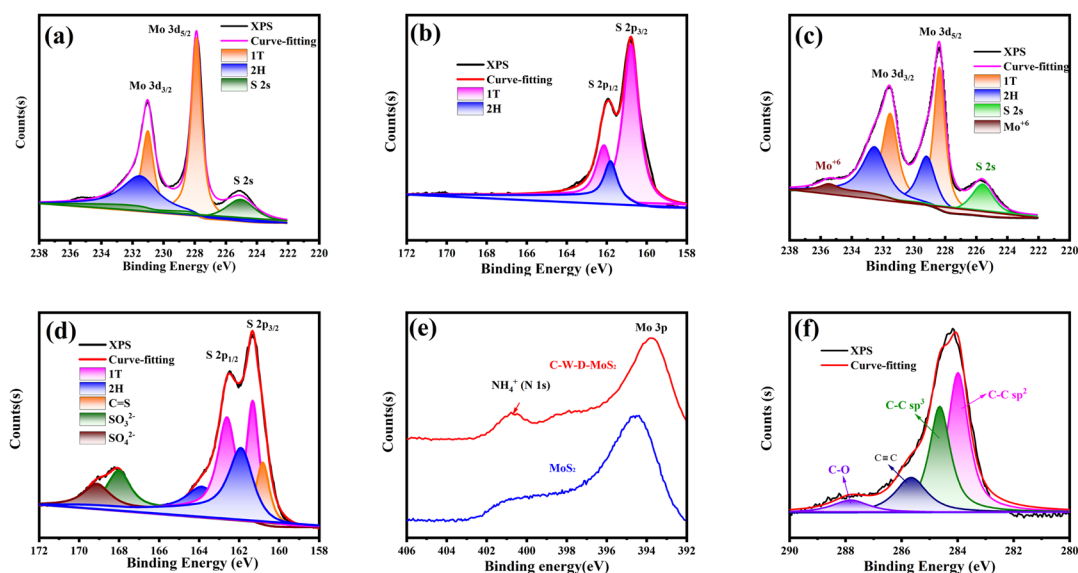 (a)
Mo 3d5/2
Mo 3d3/2
S 2s
XPS
Curve-fitting
1T
2H
S 2s
Counts(s)
238 236 234 232 230 228 226 224 222 220
Binding Energy (eV)
(b)
S 2p3/2
S 2p1/2
XPS
Curve-fitting
1T
2H
Counts(s)
172 170 168 166 164 162 160 158
Binding Energy (eV)
(c)
Mo 3d5/2
Mo 3d3/2
Mo+6
S 2s
XPS
Curve-fitting
1T
2H
S 2s
Mo+6
Counts(s)
238 236 234 232 230 228 226 224 222 220
Binding Energy (eV)
(d)
S 2p3/2
S 2p1/2
XPS
Curve-fitting
1T
2H
C=S
SO₃²⁻
SO₄²⁻
Counts(s)
172 170 168 166 164 162 160 158
Binding Energy (eV)
(e)
Mo 3p
C-W-D-MoS₂
NH₄⁺ (N 1s)
MoS₂
Counts(s)
406 404 402 400 398 396 394 392
Binding energy(eV)
(f)
XPS
Curve-fitting
C-C sp²
C-C sp³
C≡C
C-O
Counts(s)
290 288 286 284 282 280
Binding Energy(eV)